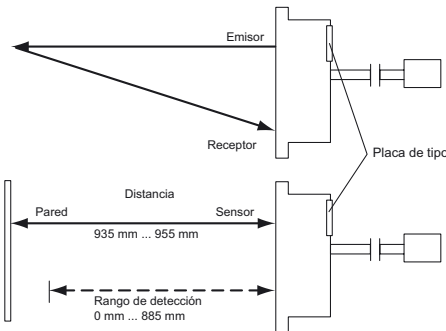 Emisor
Receptor
Placa de tipo
Distancia
Pared
Sensor
935 mm ... 955 mm
Rango de detección
0 mm ... 885 mm